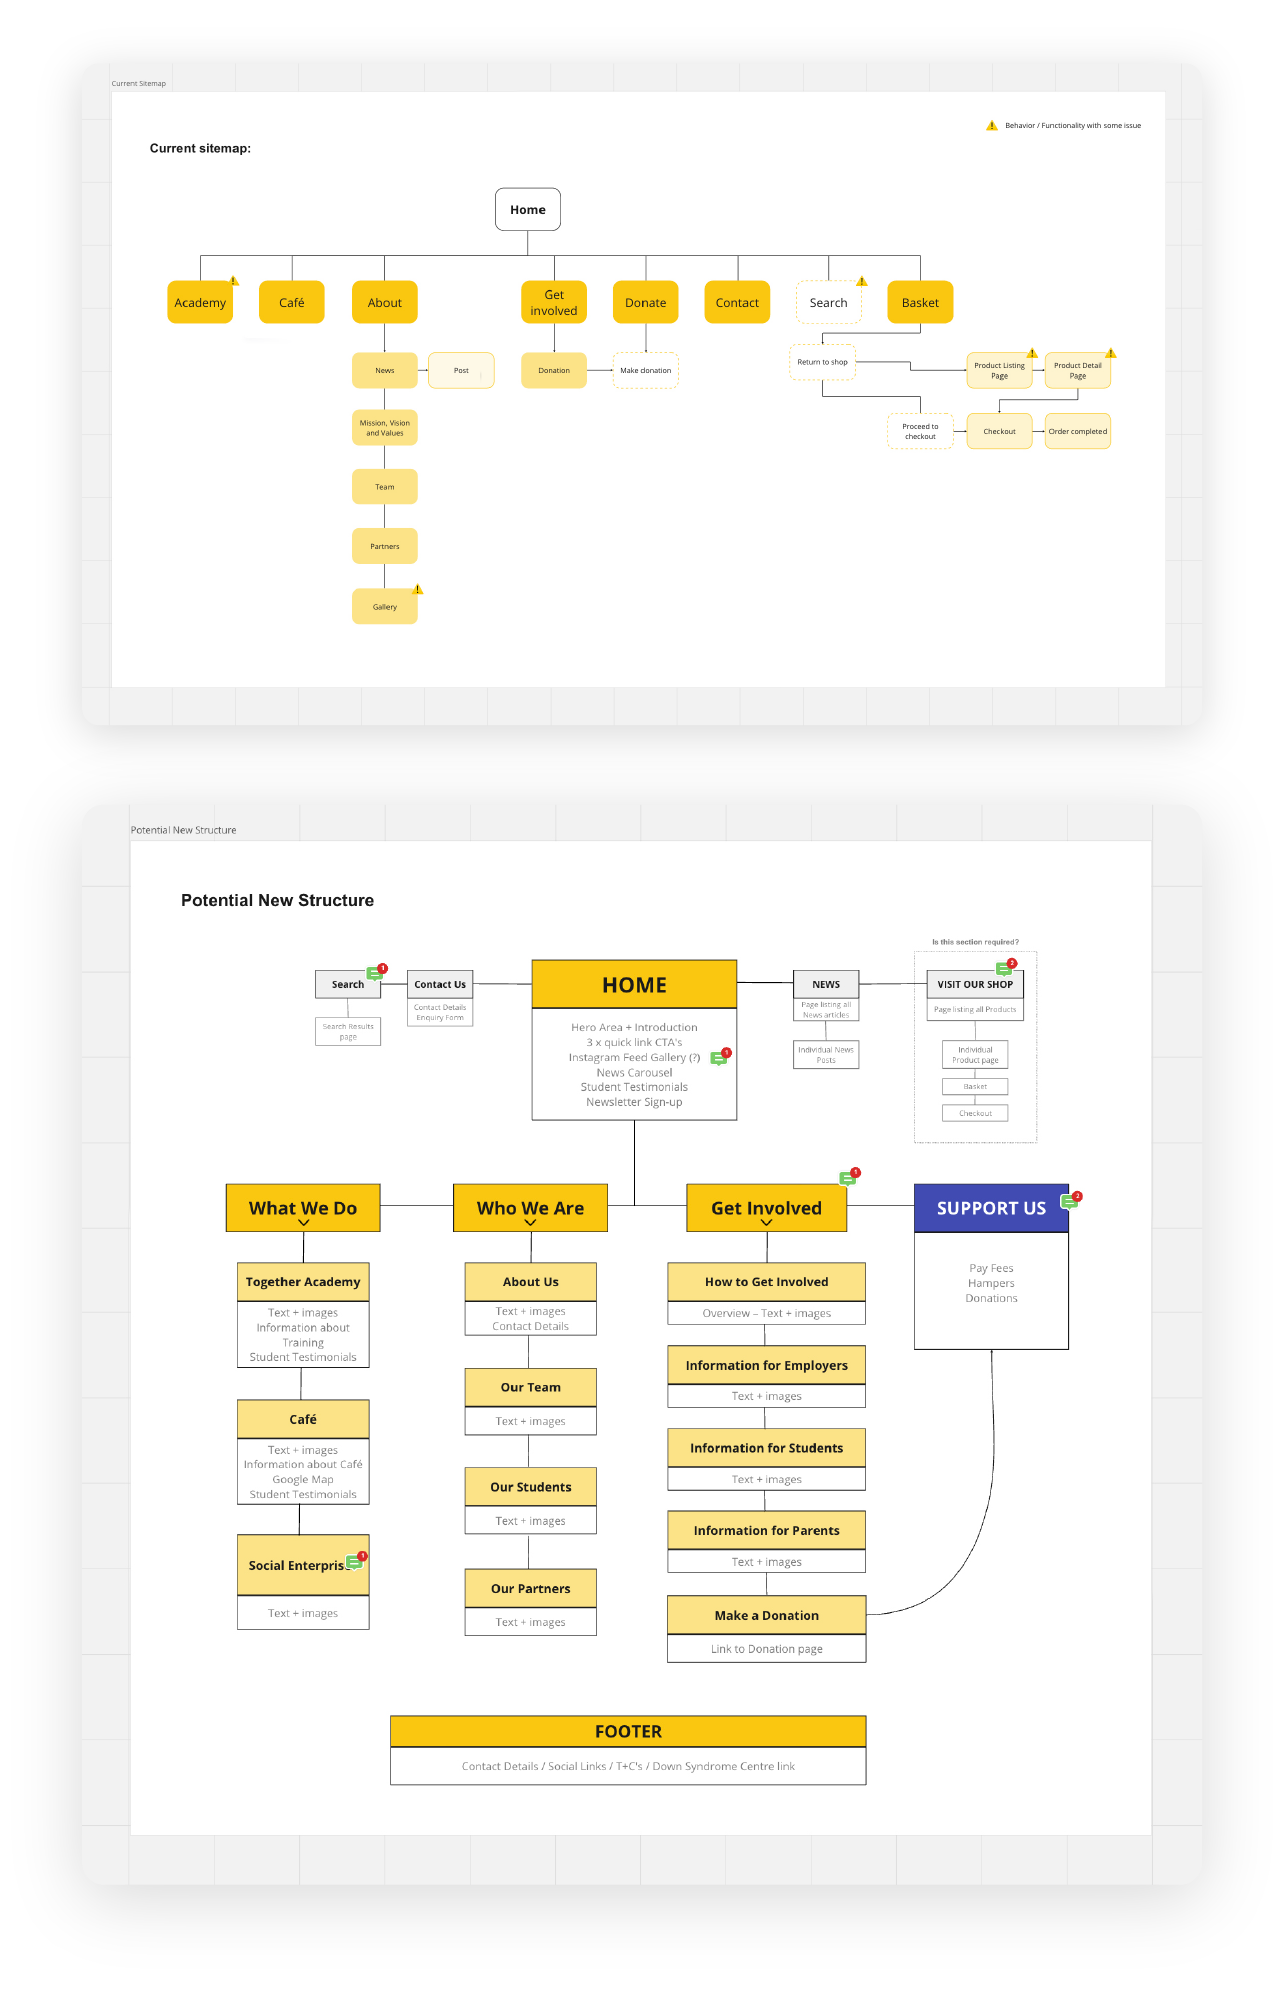 Current Sitemap
Behavior / Functionality with some issue
Current sitemap:
Home
Academy
Café
About
Get
involved
Donate
Contact
Search
Basket
News
Post
Donation
Make donation
Return to shop
Product Listing
Page
Product Detail
Page
Mission, Vision
and Values
Proceed to
checkout
Checkout
Order completed
Team
Partners
Gallery
Potential New Structure
Potential New Structure
Is this section required?
Search
1
Search Results
page
Contact Us
Contact Details
Enquiry Form
HOME
Hero Area + Introduction
3 x quick link CTA's
Instagram Feed Gallery (?)
1
News Carousel
Student Testimonials
Newsletter Sign-up
NEWS
Page listing all
News articles
Individual News
Posts
VISIT OUR SHOP
2
Page listing all Products
Individual
Product page
Basket
Checkout
What We Do
Who We Are
Get Involved
1
SUPPORT US
2
Pay Fees
Hampers
Donations
Together Academy
Text + images
Information about
Training
Student Testimonials
Café
Text + images
Information about Café
Google Map
Student Testimonials
Social Enterpris
1
Text + images
About Us
Text + images
Contact Details
Our Team
Text + images
Our Students
Text + images
Our Partners
Text + images
How to Get Involved
Overview – Text + images
Information for Employers
Text + images
Information for Students
Text + images
Information for Parents
Text + images
Make a Donation
Link to Donation page
FOOTER
Contact Details / Social Links / T+C's / Down Syndrome Centre link